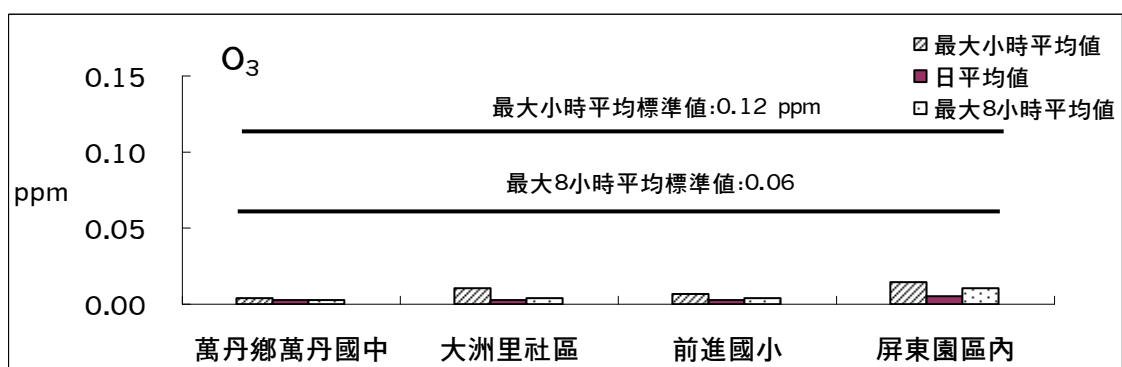 O₃
最大小時平均值
日平均值
最大8小時平均值
0.15
最大小時平均標準值:0.12 ppm
0.10
ppm
最大8小時平均標準值:0.06
0.05
0.00
萬丹鄉萬丹國中 大洲里社區 前進國小 屏東園區內